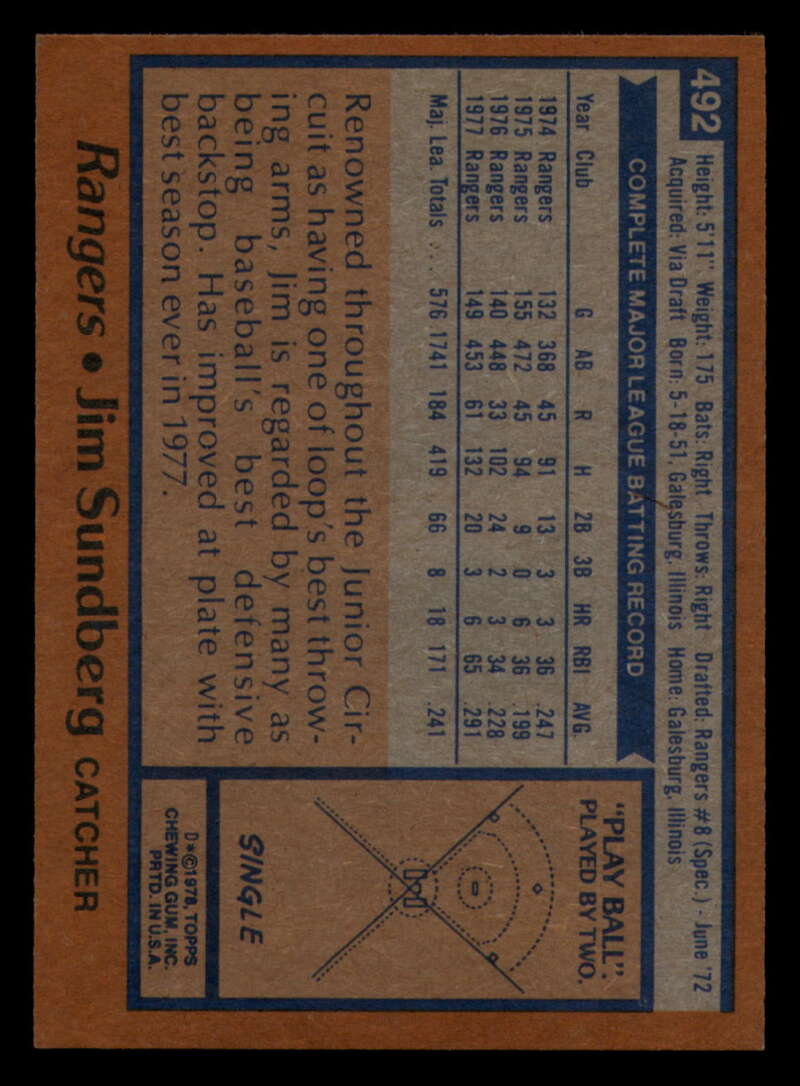 492
Height: 5'11" Weight: 175 Bats: Right Throws: Right Drafted: Rangers #8 (Spec.) - June '72
Acquired: Via Draft Born: 5-18-51, Galesburg, Illinois Home: Galesburg, Illinois
COMPLETE MAJOR LEAGUE BATTING RECORD
Year Club G AB R H 2B 3B HR RBI AVG.
1974 Rangers 132 368 45 91 13 3 3 36 .247
1975 Rangers 155 472 45 94 9 0 6 36 .199
1976 Rangers 140 448 33 102 24 2 3 34 .228
1977 Rangers 149 453 61 132 20 3 6 65 .291
Maj. Lea. Totals . . . 576 1741 184 419 66 8 18 171 .241
Renowned throughout the Junior Cir-
cuit as having one of loop's best throw-
ing arms, Jim is regarded by many as
being baseball's best defensive
backstop. Has improved at plate with
best season ever in 1977.
"PLAY BALL".
PLAYED BY TWO.
SINGLE
D*©1978, TOPPS
CHEWING GUM, INC.
PRTD. IN U.S.A.
Rangers • Jim Sundberg CATCHER